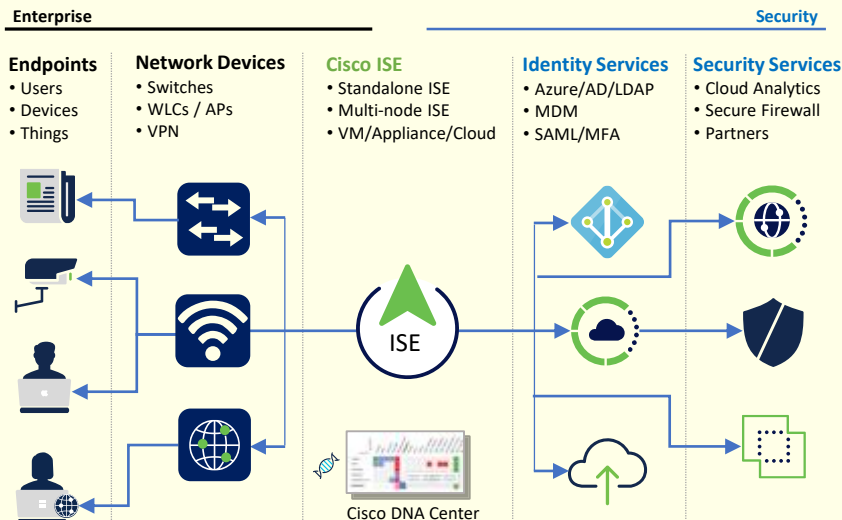 Enterprise
Security
Endpoints
• Users
• Devices
• Things
Network Devices
• Switches
• WLCs / APs
• VPN
Cisco ISE
• Standalone ISE
• Multi-node ISE
• VM/Appliance/Cloud
Identity Services
• Azure/AD/LDAP
• MDM
• SAML/MFA
Security Services
• Cloud Analytics
• Secure Firewall
• Partners
ISE
Cisco DNA Center